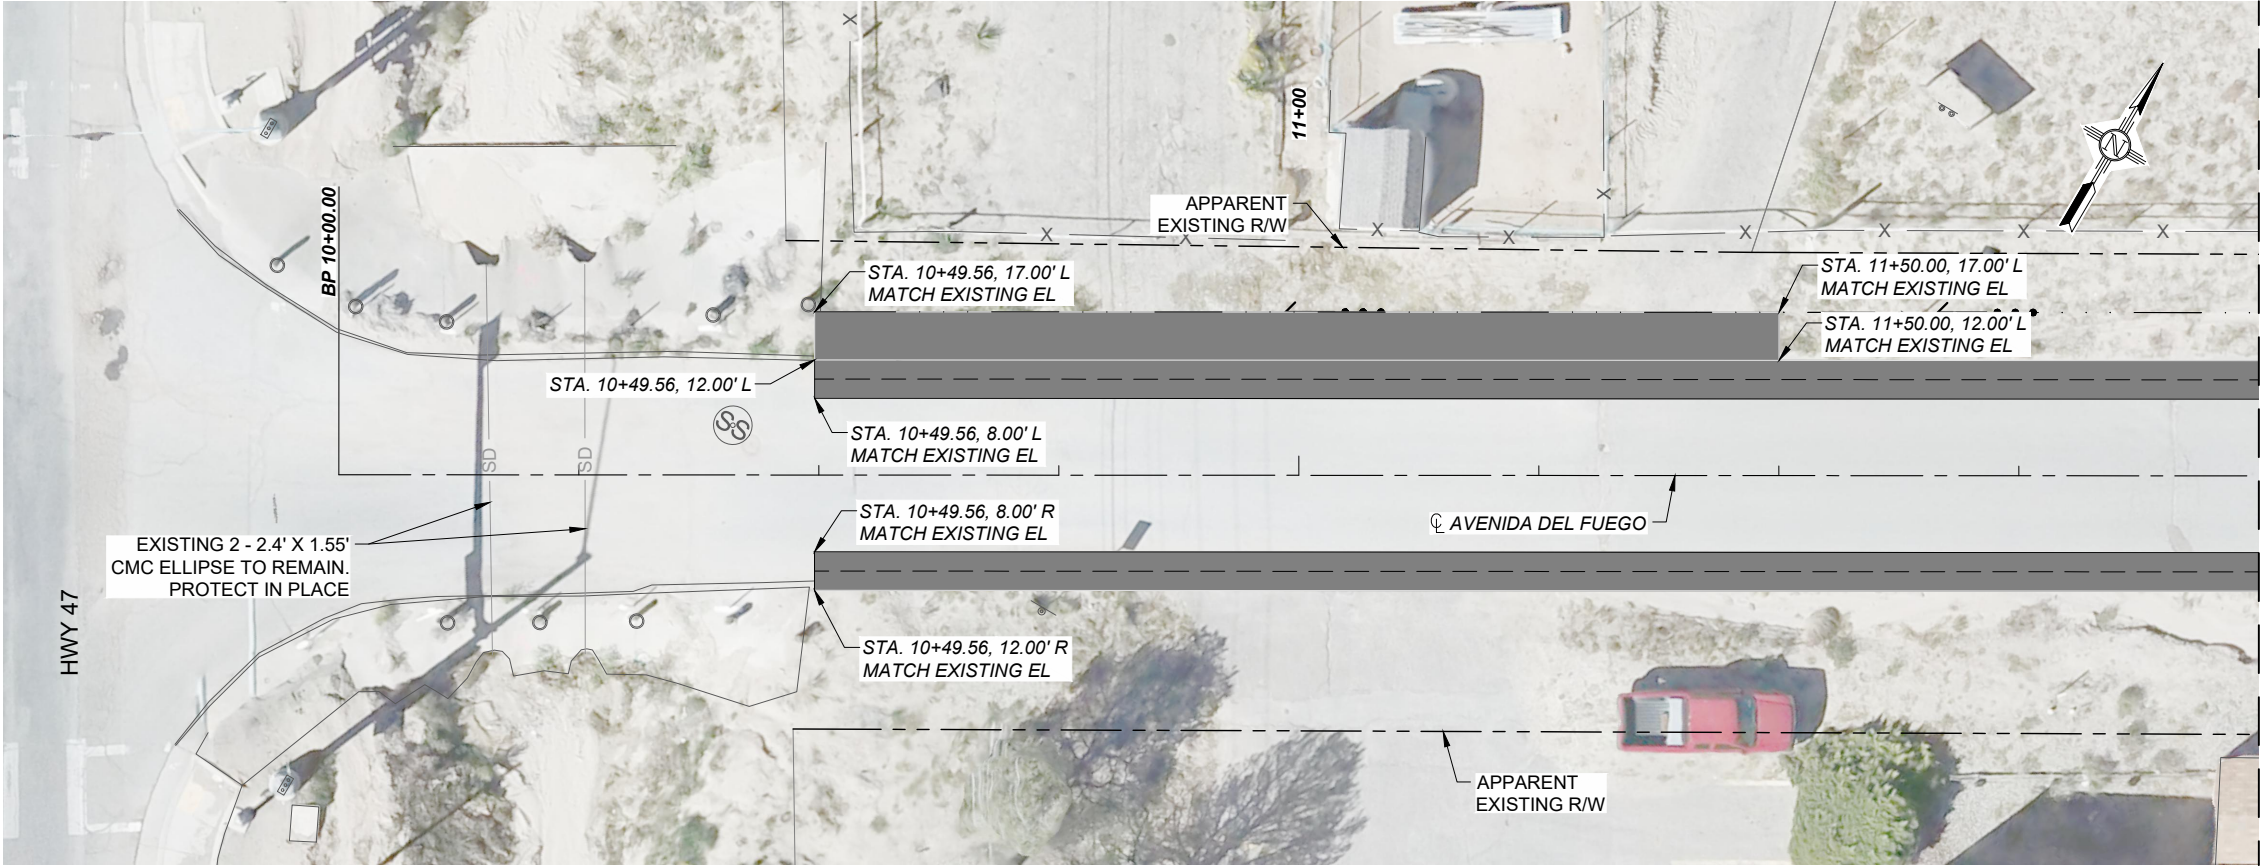 11+00
BP 10+00.00
APPARENT
EXISTING R/W
X
X
X
X
X
X
X
X
X
X
N
STA. 10+49.56, 17.00' L
MATCH EXISTING EL
STA. 11+50.00, 17.00' L
MATCH EXISTING EL
STA. 11+50.00, 12.00' L
MATCH EXISTING EL
STA. 10+49.56, 12.00' L
SS
STA. 10+49.56, 8.00' L
MATCH EXISTING EL
SD
SD
STA. 10+49.56, 8.00' R
MATCH EXISTING EL
℄ AVENIDA DEL FUEGO
EXISTING 2 - 2.4' X 1.55'
CMC ELLIPSE TO REMAIN.
PROTECT IN PLACE
HWY 47
STA. 10+49.56, 12.00' R
MATCH EXISTING EL
APPARENT
EXISTING R/W